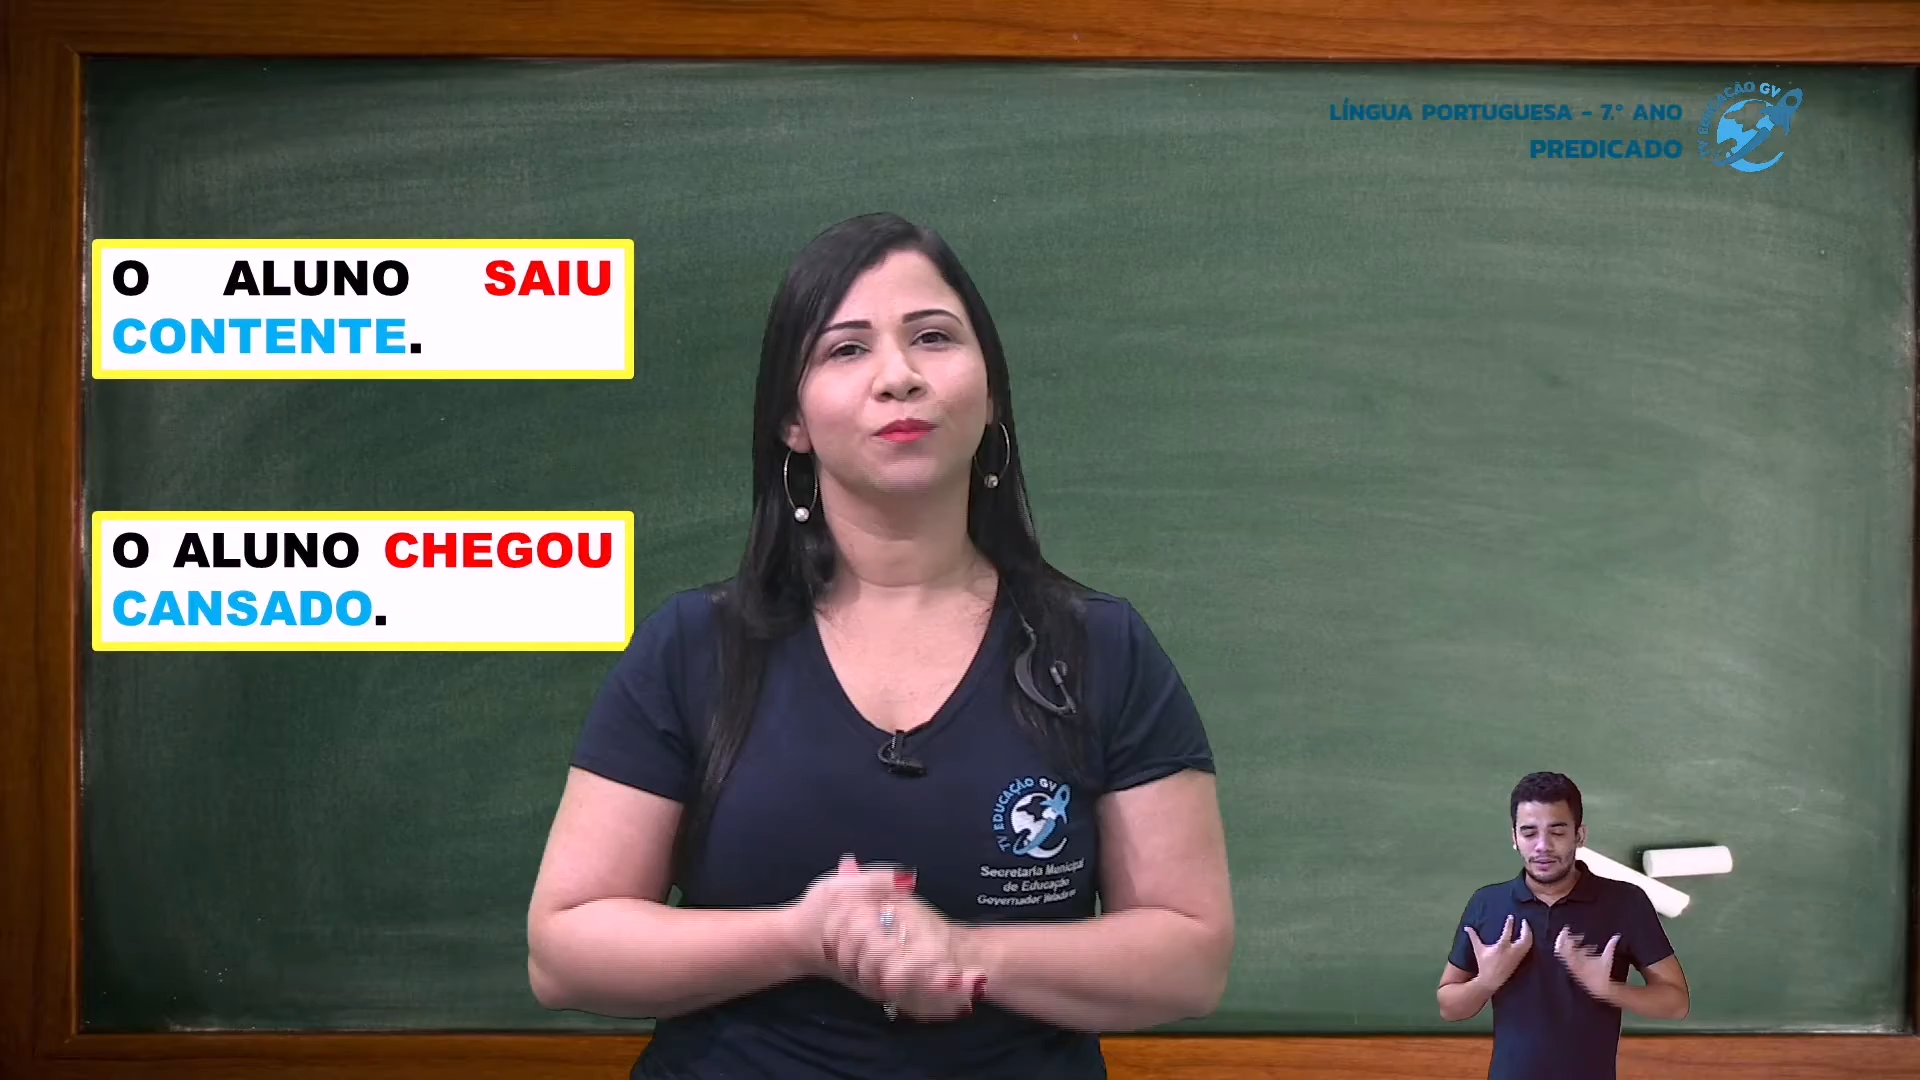 LÍNGUA PORTUGUESA - 7.º ANO
PREDICADO
TV EDUCAÇÃO GV
O ALUNO SAIU
CONTENTE.
O ALUNO CHEGOU
CANSADO.
TV EDUCAÇÃO GV
Secretaria Municipal
de Educação
Governador